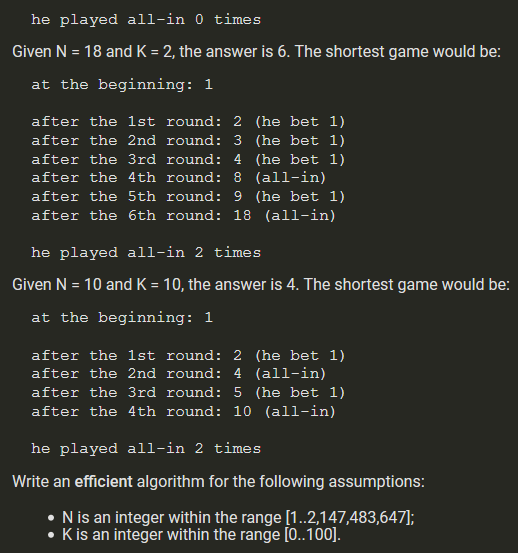 he played all-in 0 times
Given N = 18 and K = 2, the answer is 6. The shortest game would be:
at the beginning: 1
after the 1st round: 2 (he bet 1)
after the 2nd round: 3 (he bet 1)
after the 3rd round: 4 (he bet 1)
after the 4th round: 8 (all-in)
after the 5th round: 9 (he bet 1)
after the 6th round: 18 (all-in)
he played all-in 2 times
Given N = 10 and K = 10, the answer is 4. The shortest game would be:
at the beginning: 1
after the 1st round: 2 (he bet 1)
after the 2nd round: 4 (all-in)
after the 3rd round: 5 (he bet 1)
after the 4th round: 10 (all-in)
he played all-in 2 times
Write an efficient algorithm for the following assumptions:
• N is an integer within the range [1..2,147,483,647];
• K is an integer within the range [0..100].